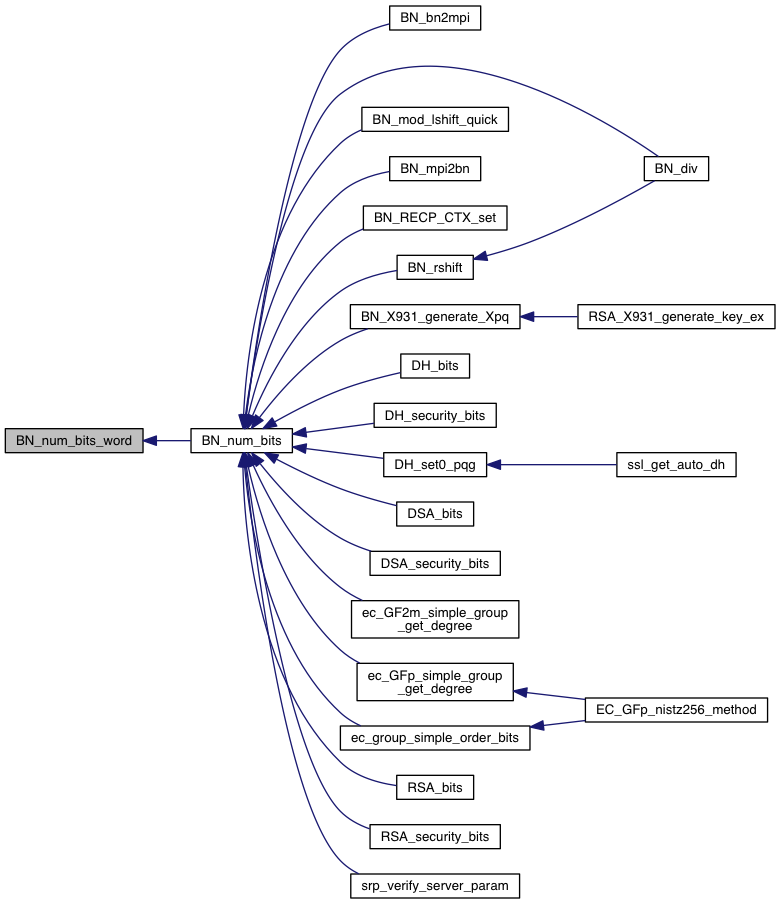 BN_bn2mpi
BN_mod_lshift_quick
BN_mpi2bn
BN_div
BN_RECP_CTX_set
BN_rshift
BN_X931_generate_Xpq
RSA_X931_generate_key_ex
DH_bits
DH_security_bits
BN_num_bits_word
BN_num_bits
DH_set0_pqg
ssl_get_auto_dh
DSA_bits
DSA_security_bits
ec_GF2m_simple_group
_get_degree
ec_GFp_simple_group
_get_degree
EC_GFp_nistz256_method
ec_group_simple_order_bits
RSA_bits
RSA_security_bits
srp_verify_server_param